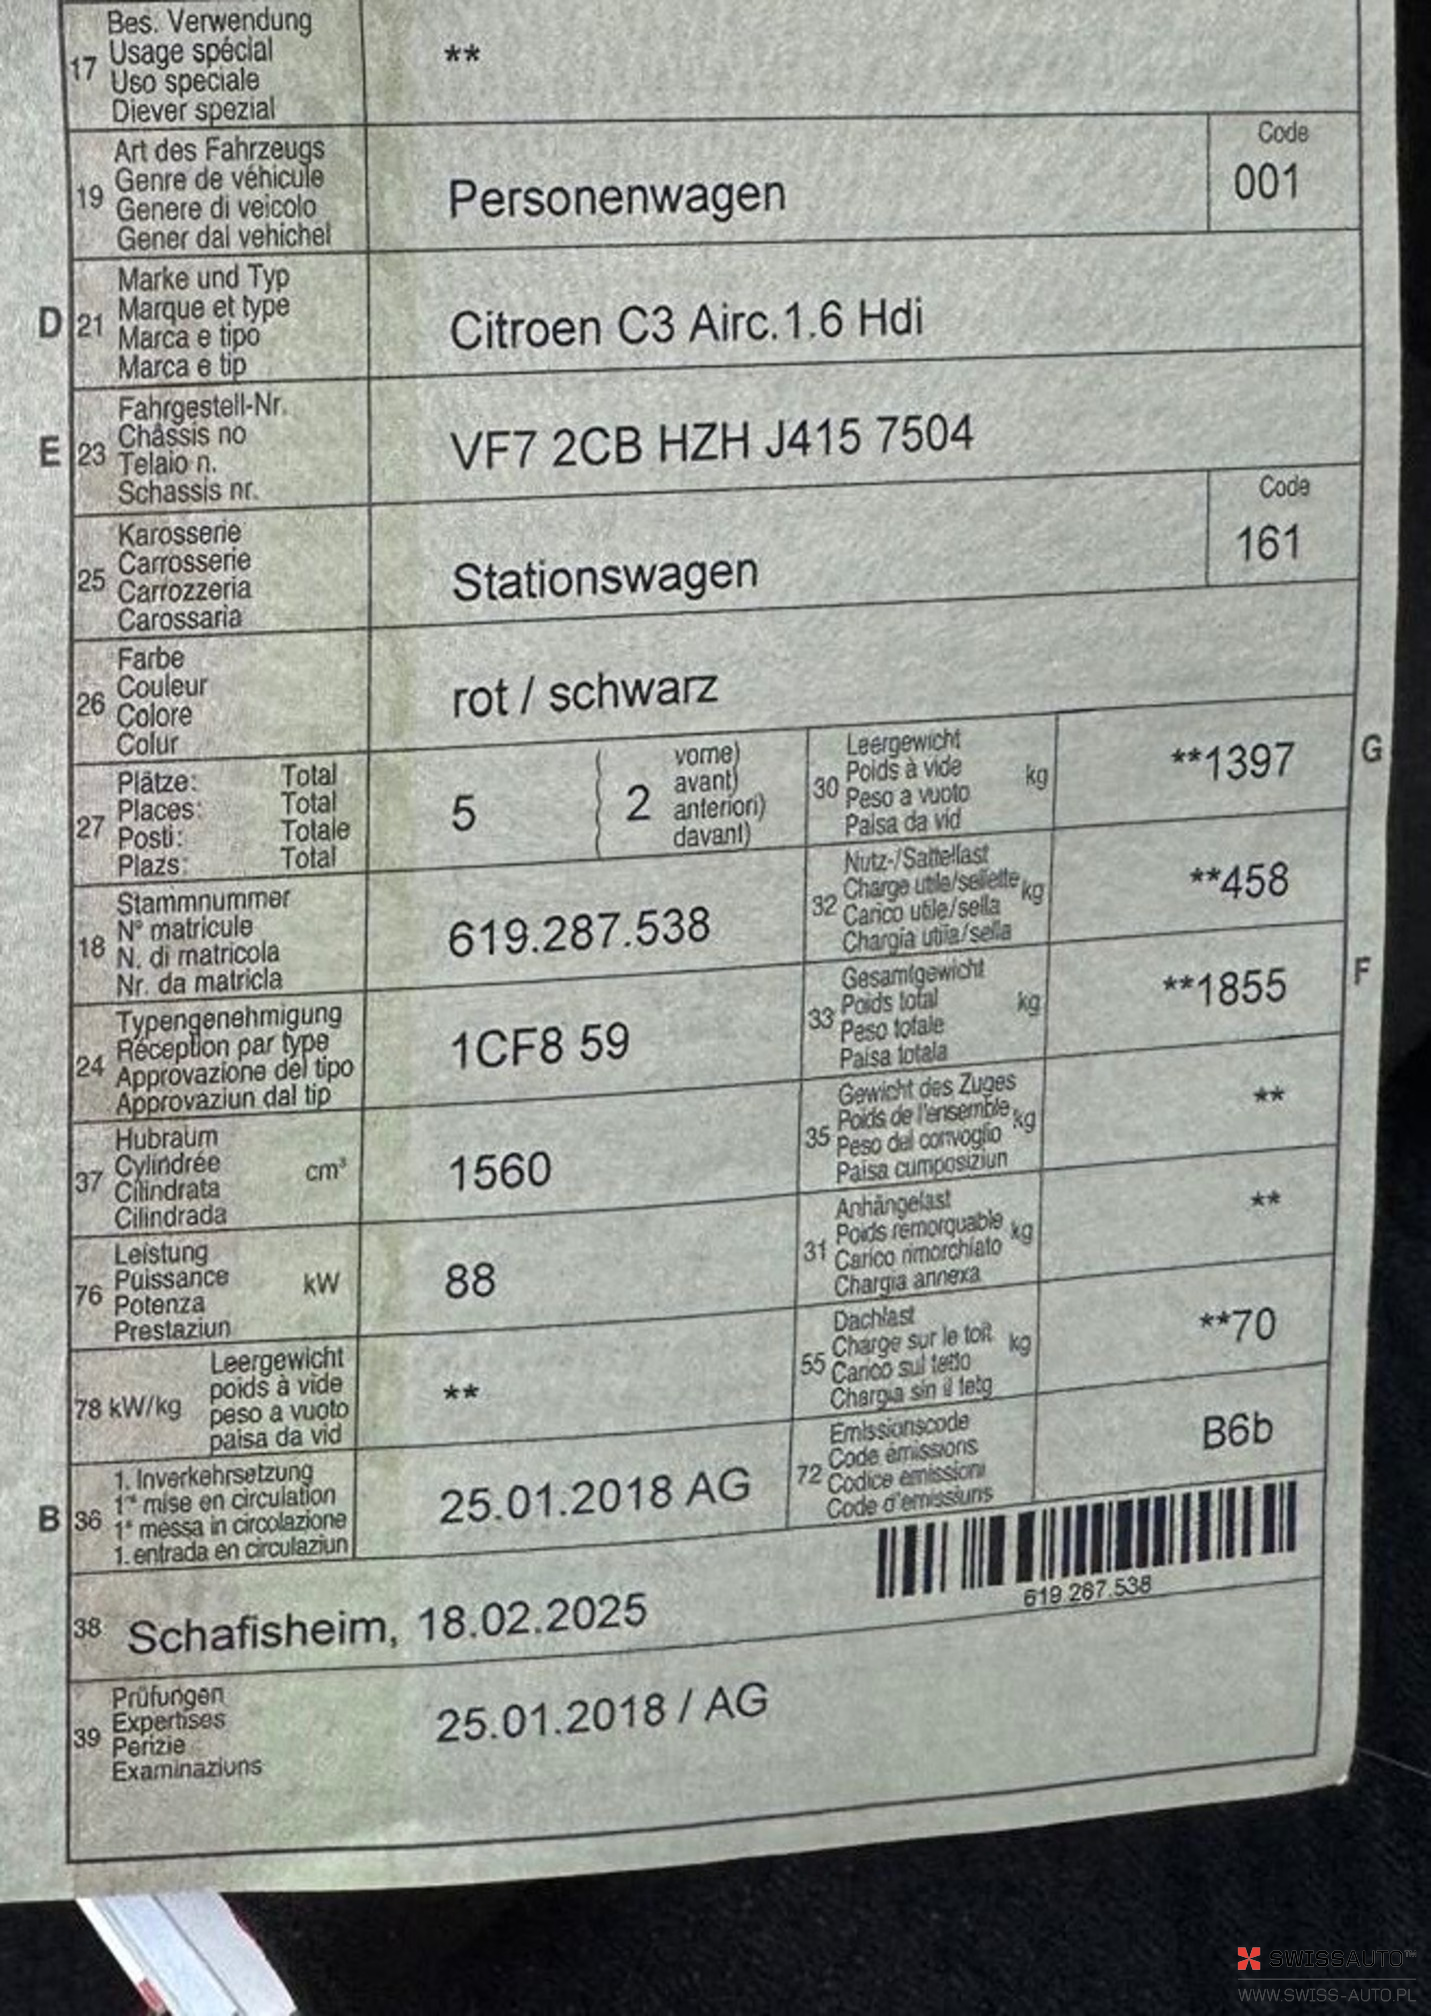 Bes. Verwendung
17 Usage spécial **
Uso speciale
Diever spezial
Art des Fahrzeugs Code
19 Genre de véhicule Personenwagen 001
Genere di veicolo
Gener dal vehichel
Marke und Typ
D 21 Marque et type Citroen C3 Airc.1.6 Hdi
Marca e tipo
Marca e tip
Fahrgestell-Nr.
E 23 Châssis no VF7 2CB HZH J415 7504
Telaio n.
Schassis nr.
Karosserie Code
25 Carrosserie Stationswagen 161
Carrozzeria
Carossaria
Farbe
26 Couleur rot / schwarz
Colore
Colur
Plätze: Total
27 Places: Total 5
Posti: Totale
Plazs: Total
( 2 vorne)
avant)
anteriori)
davant)
Leergewicht
30 Poids à vide kg **1397 G
Peso a vuoto
Paisa da vid
Stammnummer
18 N° matricule 619.287.538
N. di matricola
Nr. da matricla
Nutz-/Sattellast
32 Charge utile/sellette kg **458
Carico utile/sella
Chargia utila/sella
Typengenehmigung
24 Réception par type 1CF8 59
Approvazione del tipo
Approvaziun dal tip
Gesamtgewicht
33 Poids total kg **1855 F
Peso totale
Paisa totala
Hubraum
37 Cylindrée cm³ 1560
Cilindrata
Cilindrada
Gewicht des Zuges
35 Poids de l'ensemble kg **
Peso del convoglio
Paisa cumposiziun
Leistung
76 Puissance kW 88
Potenza
Prestaziun
Anhängelast
31 Poids remorquable kg **
Carico rimorchiato
Chargia annexa
78 kW/kg Leergewicht **
poids à vide
peso a vuoto
paisa da vid
Dachlast
55 Charge sur le toit kg **70
Carico sul tetto
Chargia sin il tetg
1. Inverkehrsetzung
B 36 1re mise en circulation 25.01.2018 AG
1a messa in circolazione
1. entrada en circulaziun
Emissionscode
72 Code émissions B6b
Codice emissioni
Code d'emissiuns
619.287.538
38 Schafisheim, 18.02.2025
Prüfungen
39 Expertises 25.01.2018 / AG
Perizie
Examinaziuns
SWISSAUTO™
WWW.SWISS-AUTO.PL